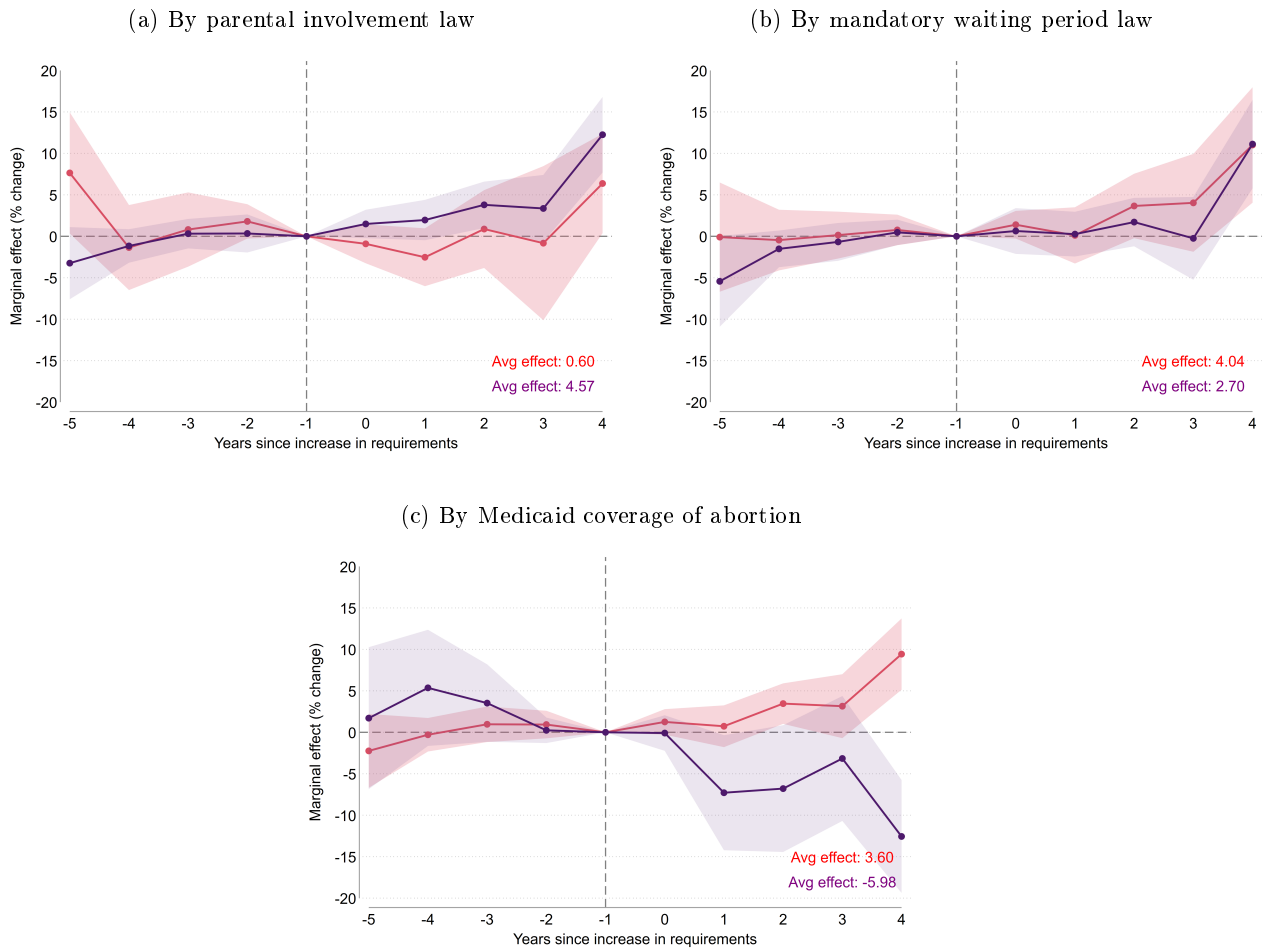 (a) By parental involvement law
20
15
10
5
0
-5
-10
-15
-20
Marginal effect (% change)
Avg effect: 0.60
Avg effect: 4.57
-5 -4 -3 -2 -1 0 1 2 3 4
Years since increase in requirements
(b) By mandatory waiting period law
20
15
10
5
0
-5
-10
-15
-20
Marginal effect (% change)
Avg effect: 4.04
Avg effect: 2.70
-5 -4 -3 -2 -1 0 1 2 3 4
Years since increase in requirements
(c) By Medicaid coverage of abortion
20
15
10
5
0
-5
-10
-15
-20
Marginal effect (% change)
Avg effect: 3.60
Avg effect: -5.98
-5 -4 -3 -2 -1 0 1 2 3 4
Years since increase in requirements